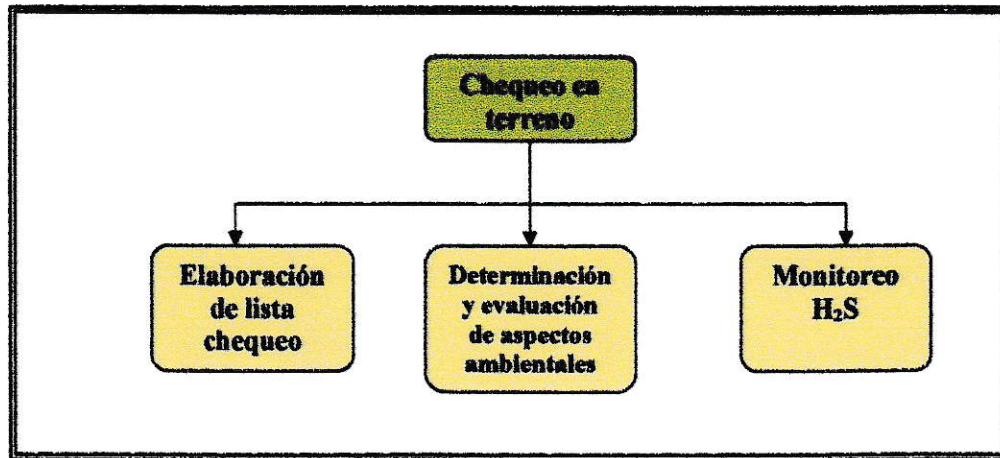 Chequeo en
terreno
Elaboración
de lista
chequeo
Determinación
y evaluación
de aspectos
ambientales
Monitoreo
H₂S